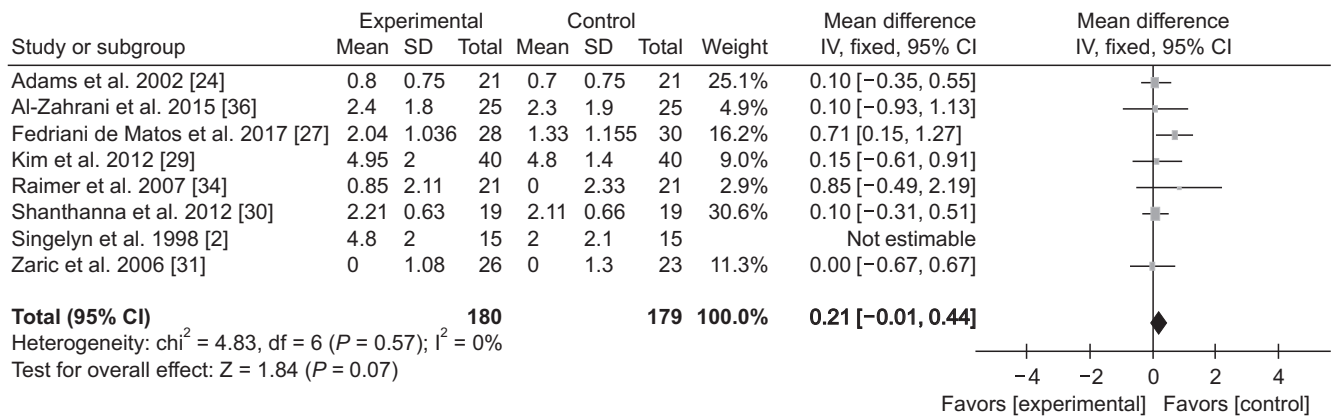 Experimental Control Mean difference Mean difference
Study or subgroup Mean SD Total Mean SD Total Weight IV, fixed, 95% CI IV, fixed, 95% CI
Adams et al. 2002 [24] 0.8 0.75 21 0.7 0.75 21 25.1% 0.10 [−0.35, 0.55]
Al-Zahrani et al. 2015 [36] 2.4 1.8 25 2.3 1.9 25 4.9% 0.10 [−0.93, 1.13]
Fedriani de Matos et al. 2017 [27] 2.04 1.036 28 1.33 1.155 30 16.2% 0.71 [0.15, 1.27]
Kim et al. 2012 [29] 4.95 2 40 4.8 1.4 40 9.0% 0.15 [−0.61, 0.91]
Raimer et al. 2007 [34] 0.85 2.11 21 0 2.33 21 2.9% 0.85 [−0.49, 2.19]
Shanthanna et al. 2012 [30] 2.21 0.63 19 2.11 0.66 19 30.6% 0.10 [−0.31, 0.51]
Singelyn et al. 1998 [2] 4.8 2 15 2 2.1 15 Not estimable
Zaric et al. 2006 [31] 0 1.08 26 0 1.3 23 11.3% 0.00 [−0.67, 0.67]
Total (95% CI) 180 179 100.0% 0.21 [−0.01, 0.44]
Heterogeneity: chi² = 4.83, df = 6 (P = 0.57); I² = 0%
Test for overall effect: Z = 1.84 (P = 0.07)
−4 −2 0 2 4
Favors [experimental] Favors [control]